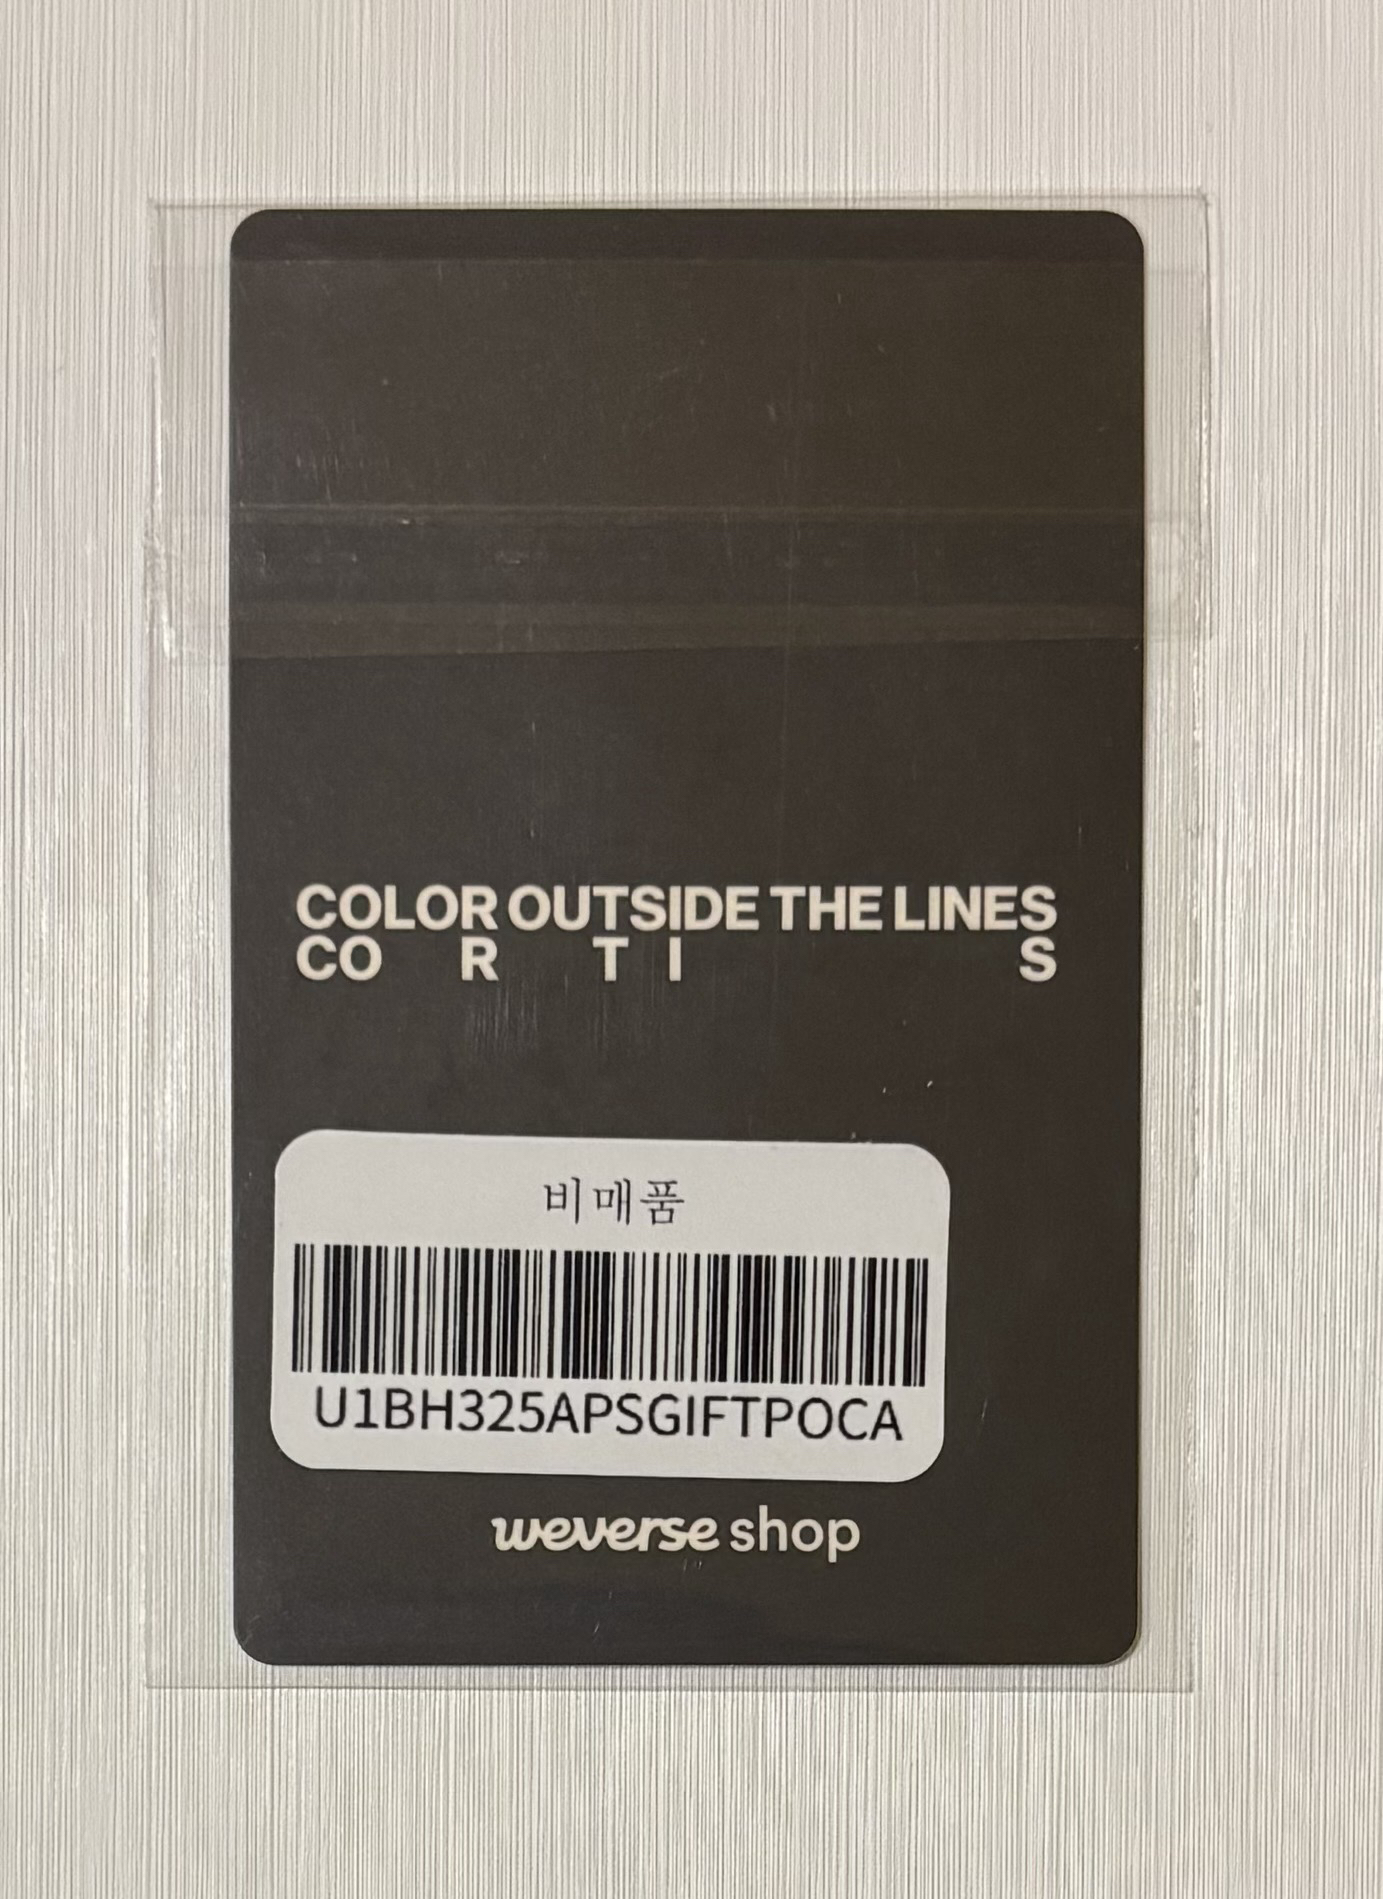 COLOR OUTSIDE THE LINES
CO R T I S
비매품
U1BH325APSGIFTPOCA
weverse shop